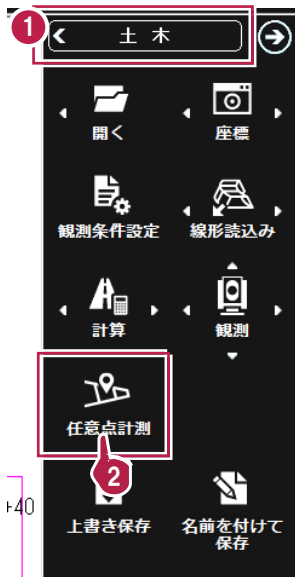 1
土 木
開く
座標
観測条件設定
線形読込み
計算
観測
任意点計測
2
+40
上書き保存
名前を付けて
保存